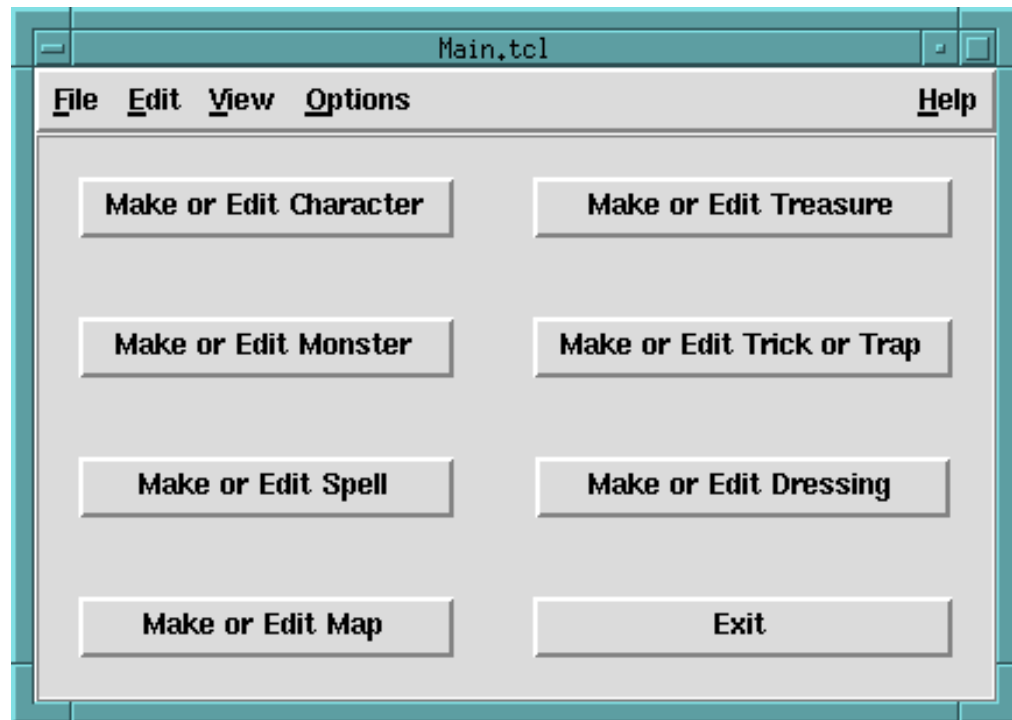 Main.tcl
File Edit View Options Help
Make or Edit Character Make or Edit Treasure
Make or Edit Monster Make or Edit Trick or Trap
Make or Edit Spell Make or Edit Dressing
Make or Edit Map Exit